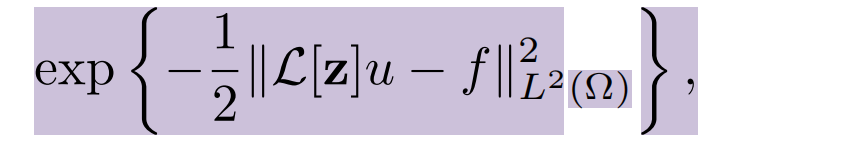 exp { −1/2 ‖ℒ[𝐳]u − f‖²_{L²(Ω)} } ,